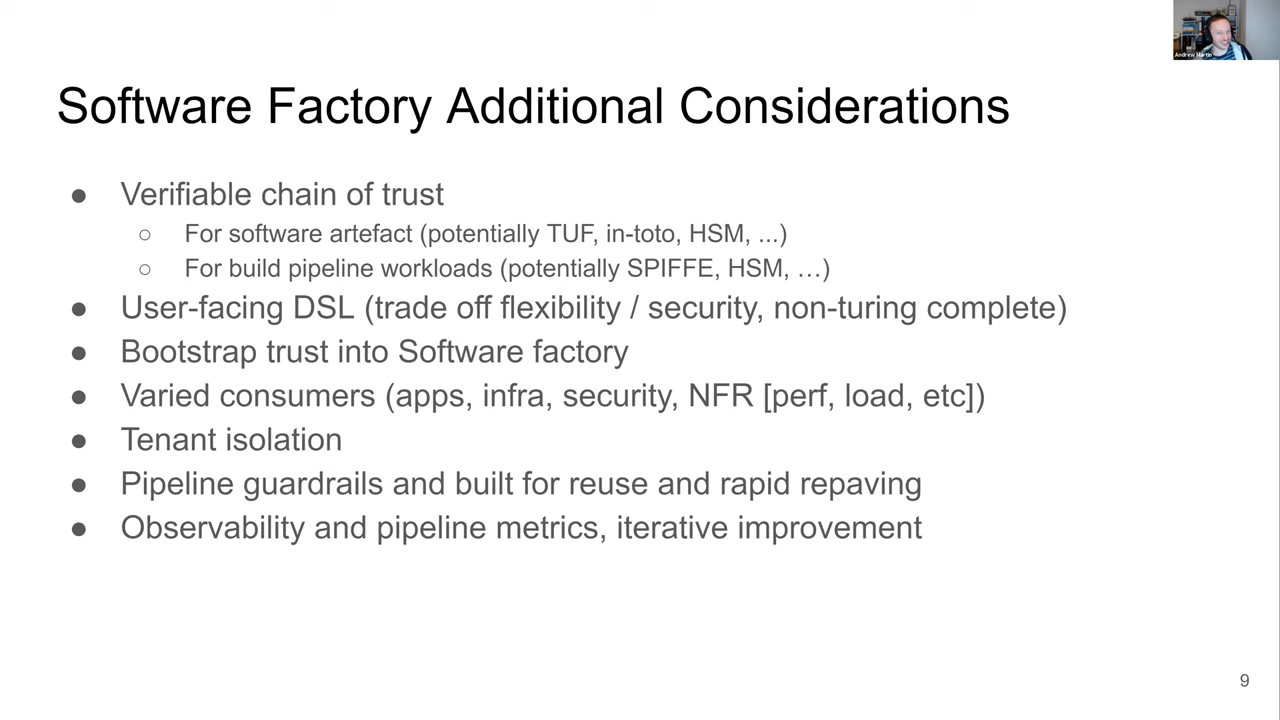 Andrew Martin
Software Factory Additional Considerations
● Verifiable chain of trust
○ For software artefact (potentially TUF, in-toto, HSM, ...)
○ For build pipeline workloads (potentially SPIFFE, HSM, …)
● User-facing DSL (trade off flexibility / security, non-turing complete)
● Bootstrap trust into Software factory
● Varied consumers (apps, infra, security, NFR [perf, load, etc])
● Tenant isolation
● Pipeline guardrails and built for reuse and rapid repaving
● Observability and pipeline metrics, iterative improvement
9